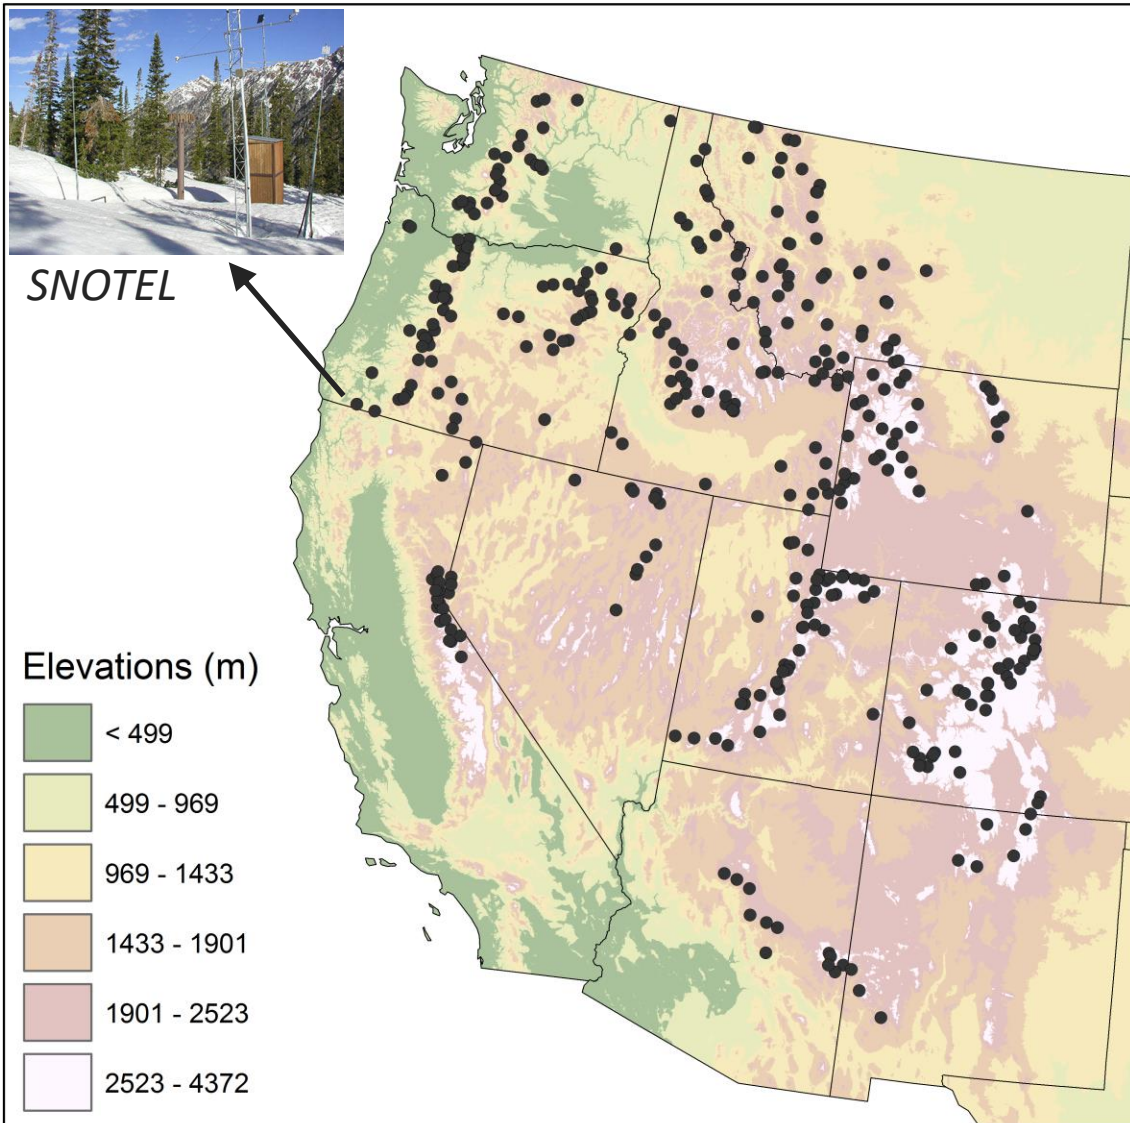 SNOTEL
Elevations (m)
< 499
499 - 969
969 - 1433
1433 - 1901
1901 - 2523
2523 - 4372